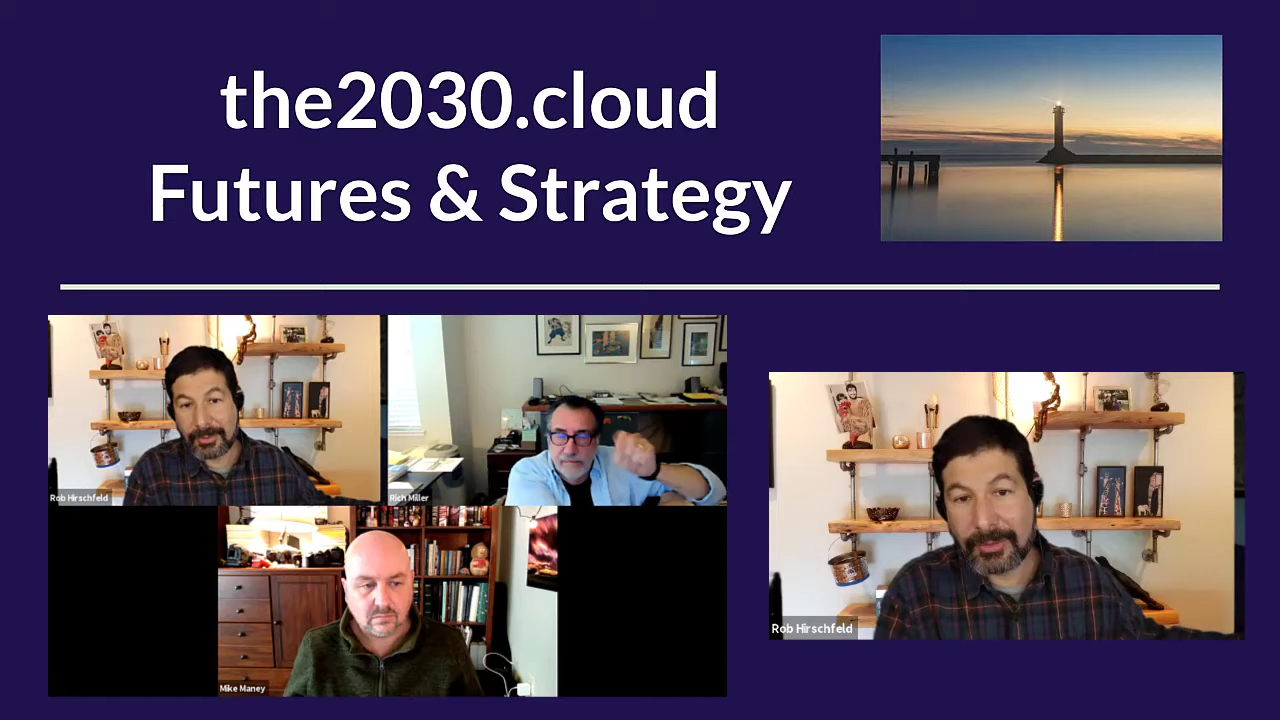 the2030.cloud
Futures & Strategy
Rob Hirschfeld
Rich Miller
Mike Maney
Rob Hirschfeld